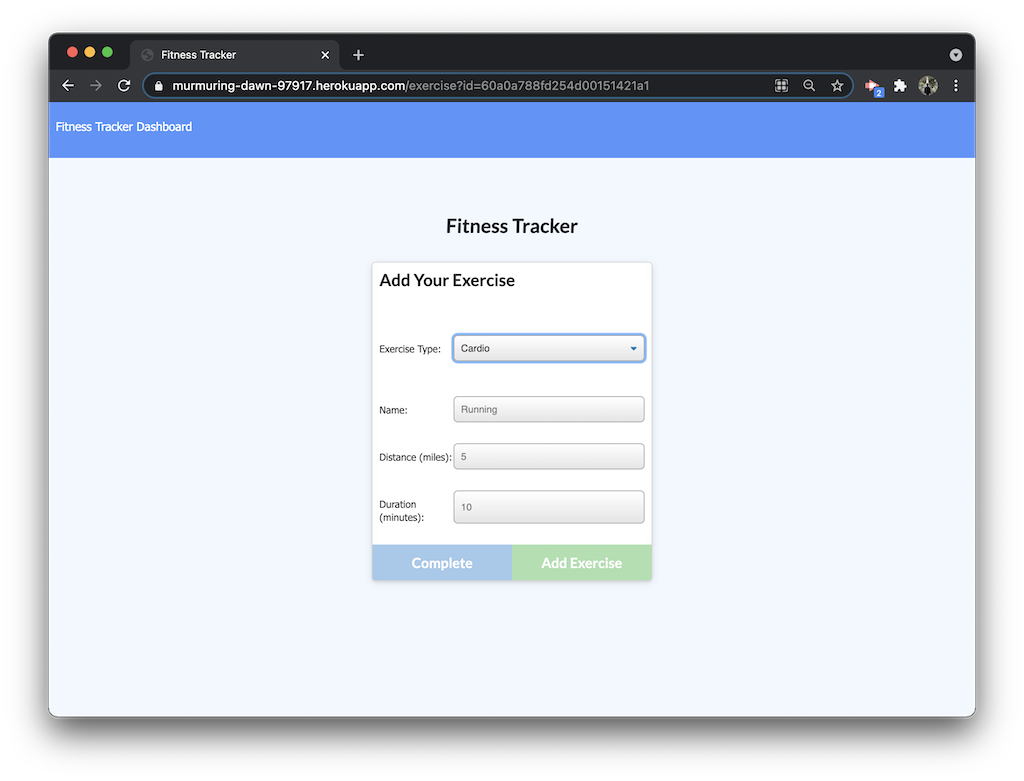 Fitness Tracker
murmuring-dawn-97917.herokuapp.com/exercise?id=60a0a788fd254d00151421a1
2
Fitness Tracker Dashboard
Fitness Tracker
Add Your Exercise
Exercise Type: Cardio
Name: Running
Distance (miles): 5
Duration (minutes): 10
Complete Add Exercise